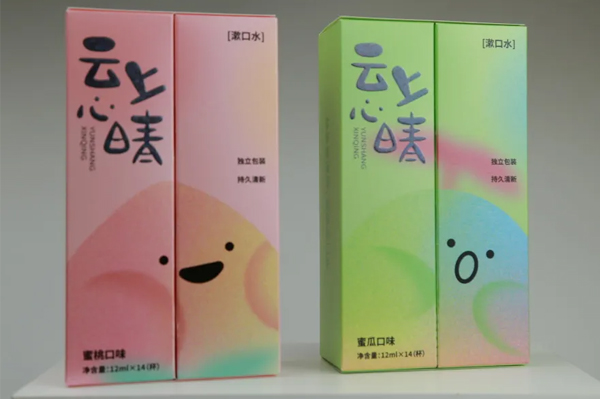 云上
心晴
YUNSHANG
XINQING
[漱口水]
独立包装
持久清新
蜜桃口味
净含量:12ml×14(杯)
云上
心晴
YUNSHANG
XINQING
[漱口水]
独立包装
持久清新
蜜瓜口味
净含量:12ml×14(杯)